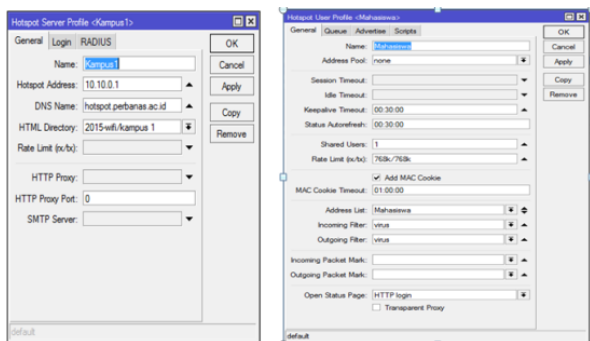 Hotspot Server Profile <Kampus1>
General Login RADIUS
Name: Kampus1
Hotspot Address: 10.10.0.1
DNS Name: hotspot.perbanas.ac.id
HTML Directory: 2015-wifi/kampus 1
Rate Limit (rx/tx):
HTTP Proxy:
HTTP Proxy Port: 0
SMTP Server:
OK
Cancel
Apply
Copy
Remove
default
Hotspot User Profile <Mahasiswa>
General Queue Advertise Scripts
Name: Mahasiswa
Address Pool: none
Session Timeout:
Idle Timeout:
Keepalive Timeout: 00:30:00
Status Autorefresh: 00:30:00
Shared Users: 1
Rate Limit (rx/tx): 768k/768k
Add MAC Cookie
MAC Cookie Timeout: 01:00:00
Address List: Mahasiswa
Incoming Filter: virus
Outgoing Filter: virus
Incoming Packet Mark:
Outgoing Packet Mark:
Open Status Page: HTTP login
Transparent Proxy
OK
Cancel
Apply
Copy
Remove
default